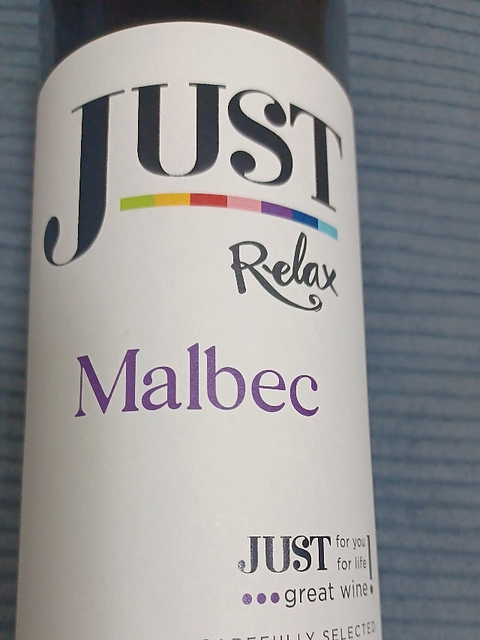 JUST
Relax
Malbec
JUST for you
for life
•••great wine.
CAREFULLY SELECTED